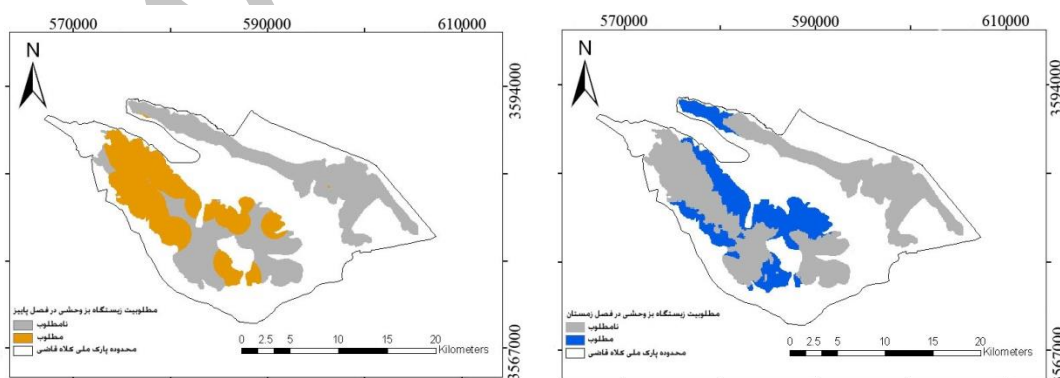 570000 590000 610000
N
3594000
3567000
مطلوبیت زیستگاه بز وحشی در فصل پاییز
نامطلوب
مطلوب
محدوده پارک ملی کلاه قاضی
0 2.5 5 10 15 20
Kilometers
570000 590000 610000
N
3594000
3567000
مطلوبیت زیستگاه بز وحشی در فصل زمستان
نامطلوب
مطلوب
محدوده پارک ملی کلاه قاضی
0 2.5 5 10 15 20
Kilometers